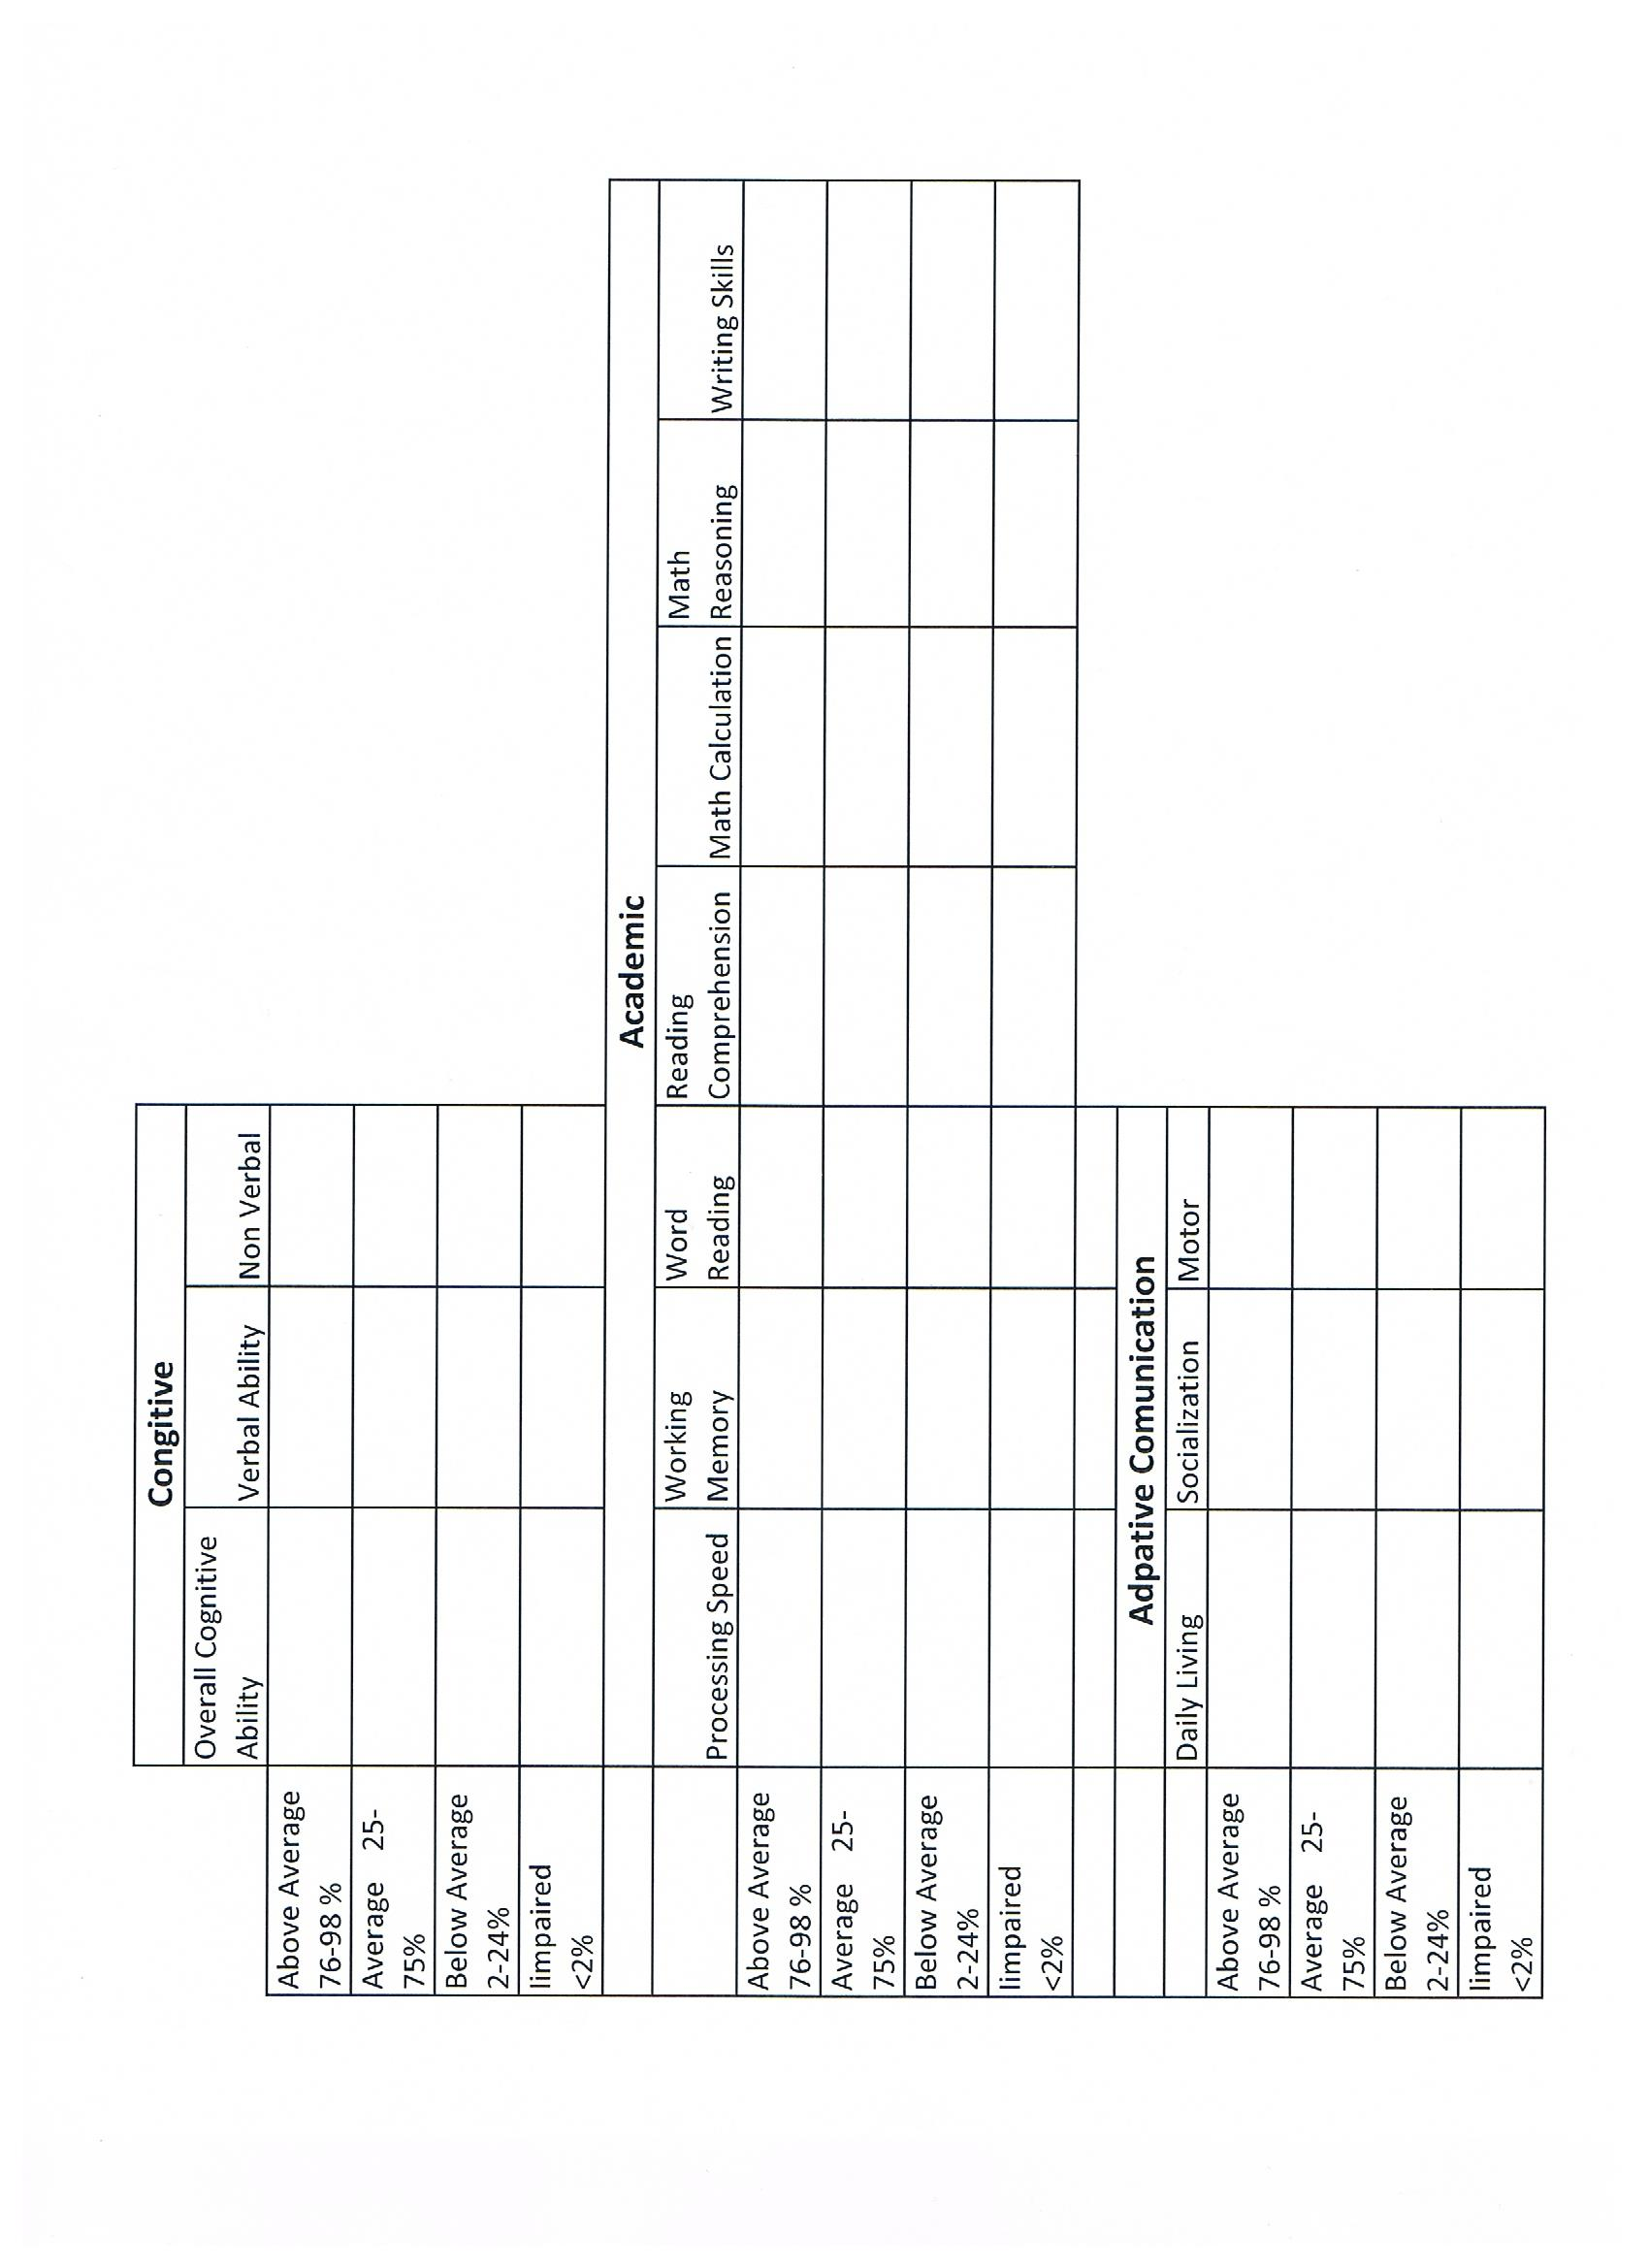 Congitive
Overall Cognitive
Ability
Verbal Ability
Non Verbal
Above Average
76-98 %
Average 25-
75%
Below Average
2-24%
Iimpaired
<2%
Academic
Processing Speed
Working
Memory
Word
Reading
Reading
Comprehension
Math Calculation
Math
Reasoning
Writing Skills
Above Average
76-98 %
Average 25-
75%
Below Average
2-24%
Iimpaired
<2%
Adpative Comunication
Daily Living
Socialization
Motor
Above Average
76-98 %
Average 25-
75%
Below Average
2-24%
Iimpaired
<2%